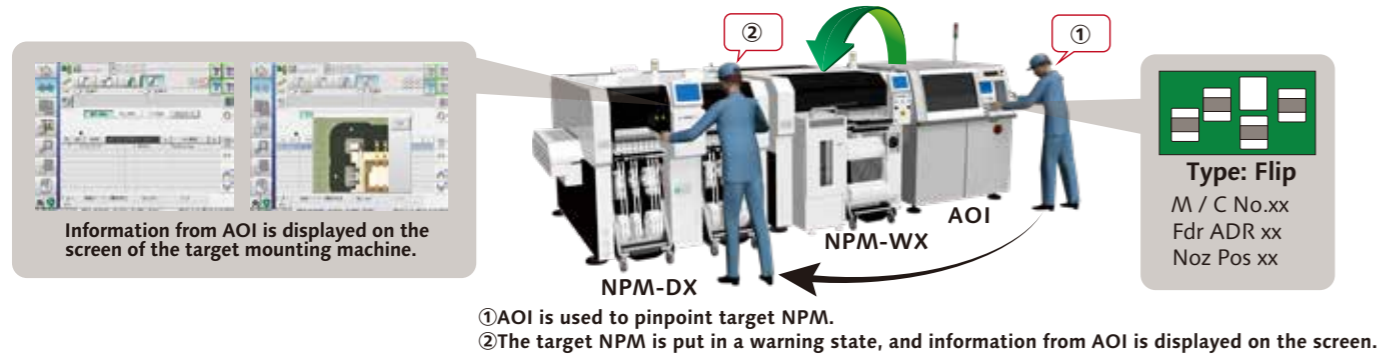 ②
①
Information from AOI is displayed on the
screen of the target mounting machine.
Type: Flip
M / C No.xx
Fdr ADR xx
Noz Pos xx
AOI
NPM-WX
NPM-DX
①AOI is used to pinpoint target NPM.
②The target NPM is put in a warning state, and information from AOI is displayed on the screen.